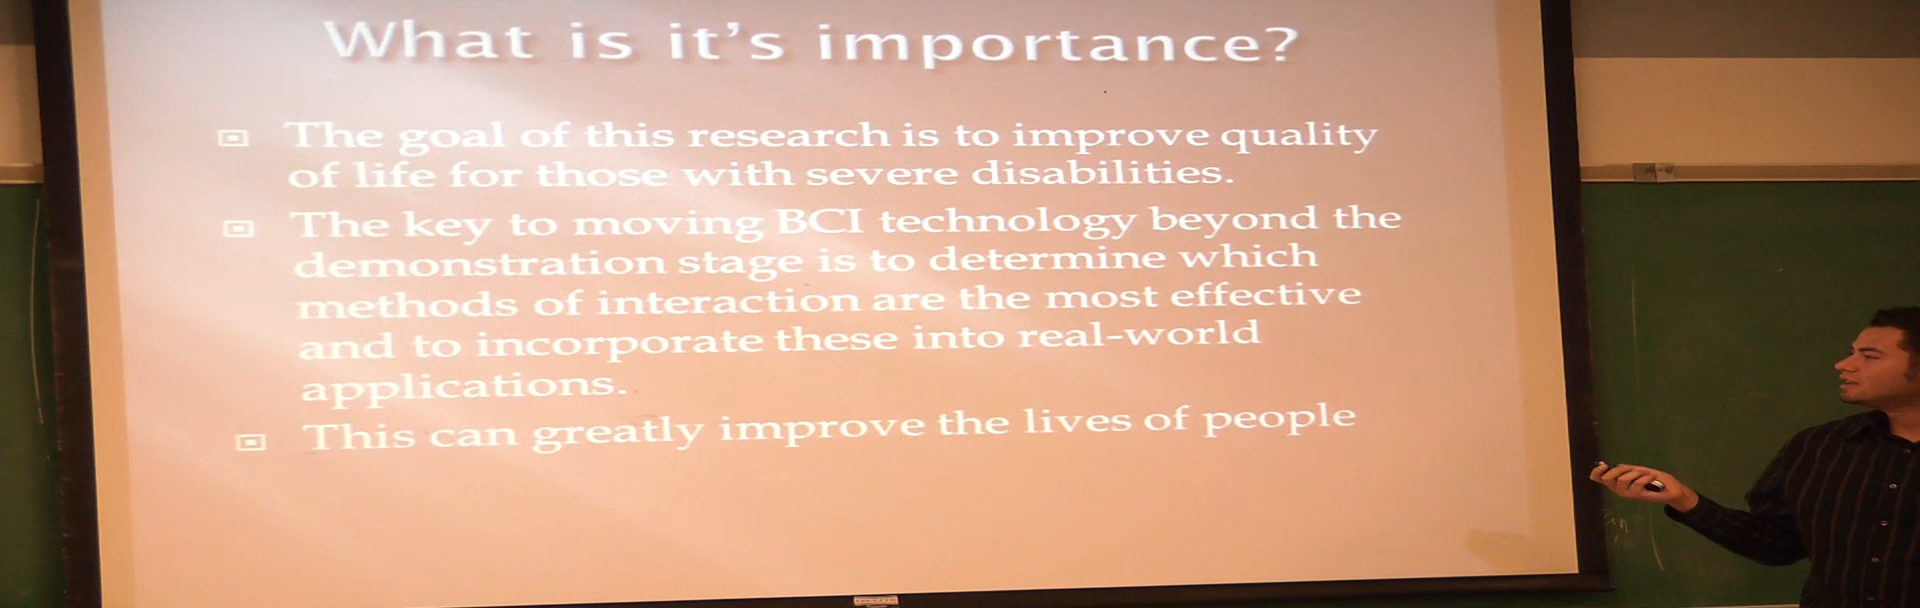 What is it's importance?
The goal of this research is to improve quality
of life for those with severe disabilities.
The key to moving BCI technology beyond the
demonstration stage is to determine which
methods of interaction are the most effective
and to incorporate these into real-world
applications.
This can greatly improve the lives of people